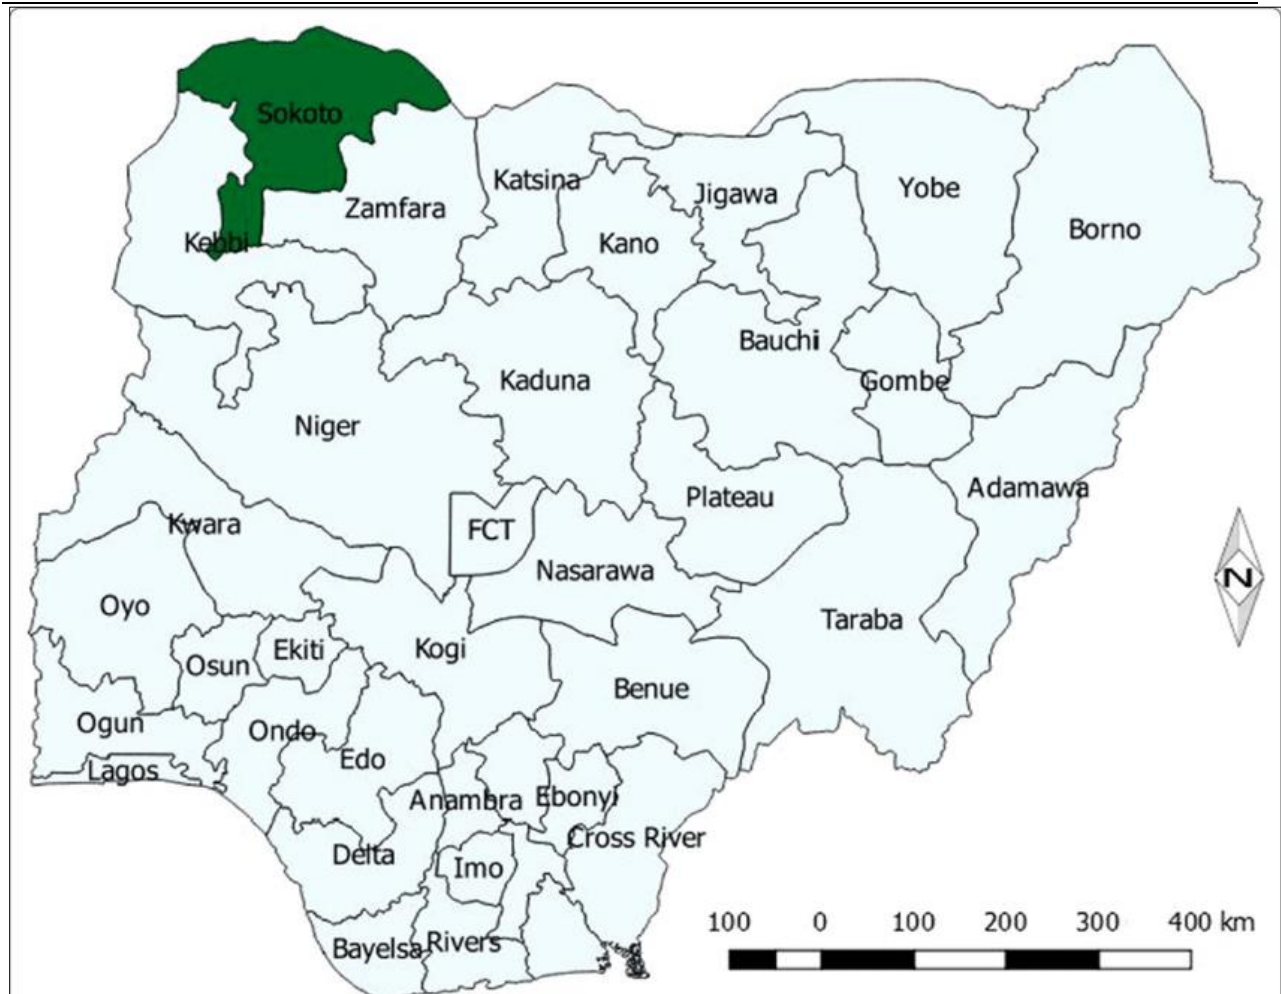 Sokoto
Katsina
Jigawa
Yobe
Zamfara
Borno
Kano
Kebbi
Bauchi
Kaduna
Gombe
Niger
Adamawa
Plateau
Kwara
FCT
Nasarawa
N
Oyo
Taraba
Ekiti
Kogi
Osun
Benue
Ogun
Ondo
Edo
Lagos
Anambra
Ebonyi
Cross River
Delta
Imo
100 0 100 200 300 400 km
Bayelsa
Rivers